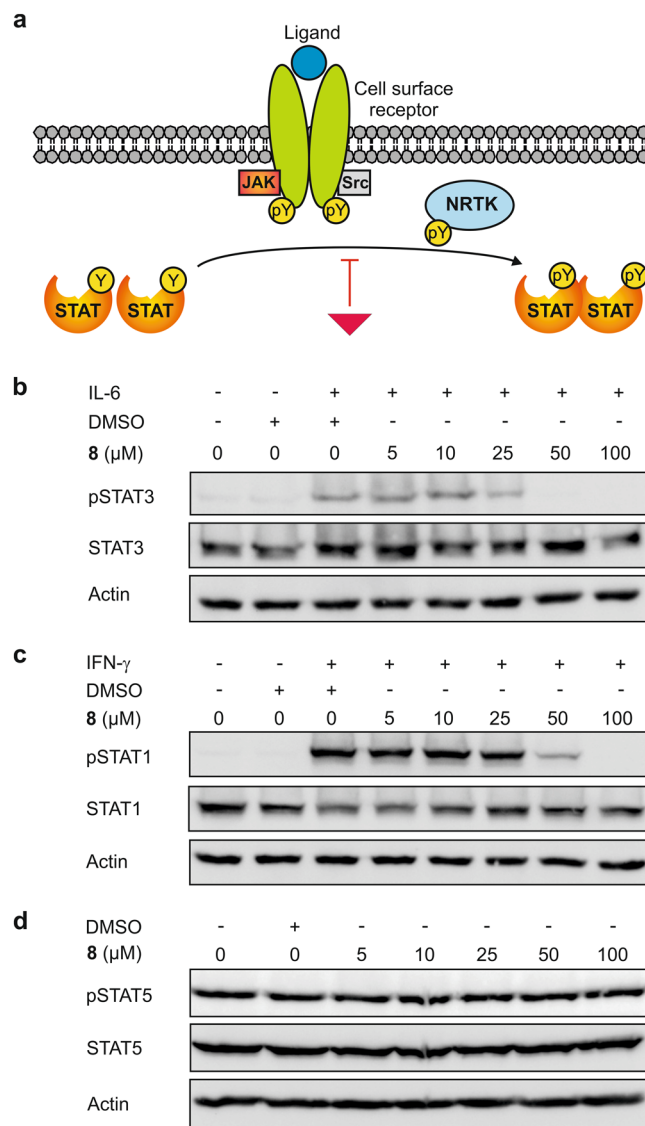 a
Ligand
Cell surface
receptor
JAK
Src
pY
pY
NRTK
pY
Y
Y
STAT
STAT
pY
pY
STAT
STAT
b
IL-6 - - + + + + + +
DMSO - + + - - - - -
8 (µM) 0 0 0 5 10 25 50 100
pSTAT3
STAT3
Actin
c
IFN-γ - - + + + + + +
DMSO - + + - - - - -
8 (µM) 0 0 0 5 10 25 50 100
pSTAT1
STAT1
Actin
d
DMSO - + - - - - -
8 (µM) 0 0 5 10 25 50 100
pSTAT5
STAT5
Actin